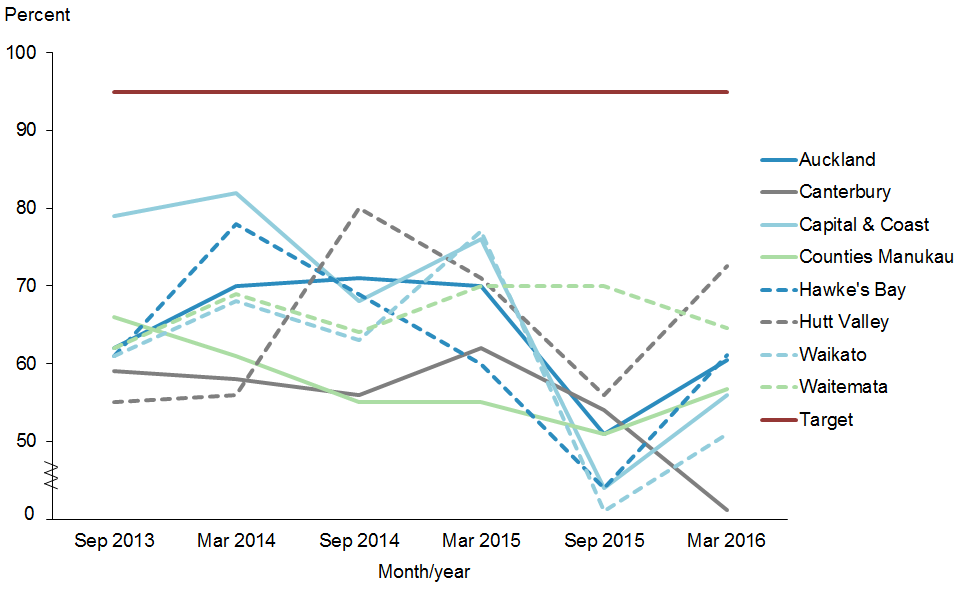 Percent
100
90
80
70
60
50
0
Sep 2013 Mar 2014 Sep 2014 Mar 2015 Sep 2015 Mar 2016
Month/year
Auckland
Canterbury
Capital & Coast
Counties Manukau
Hawke's Bay
Hutt Valley
Waikato
Waitemata
Target